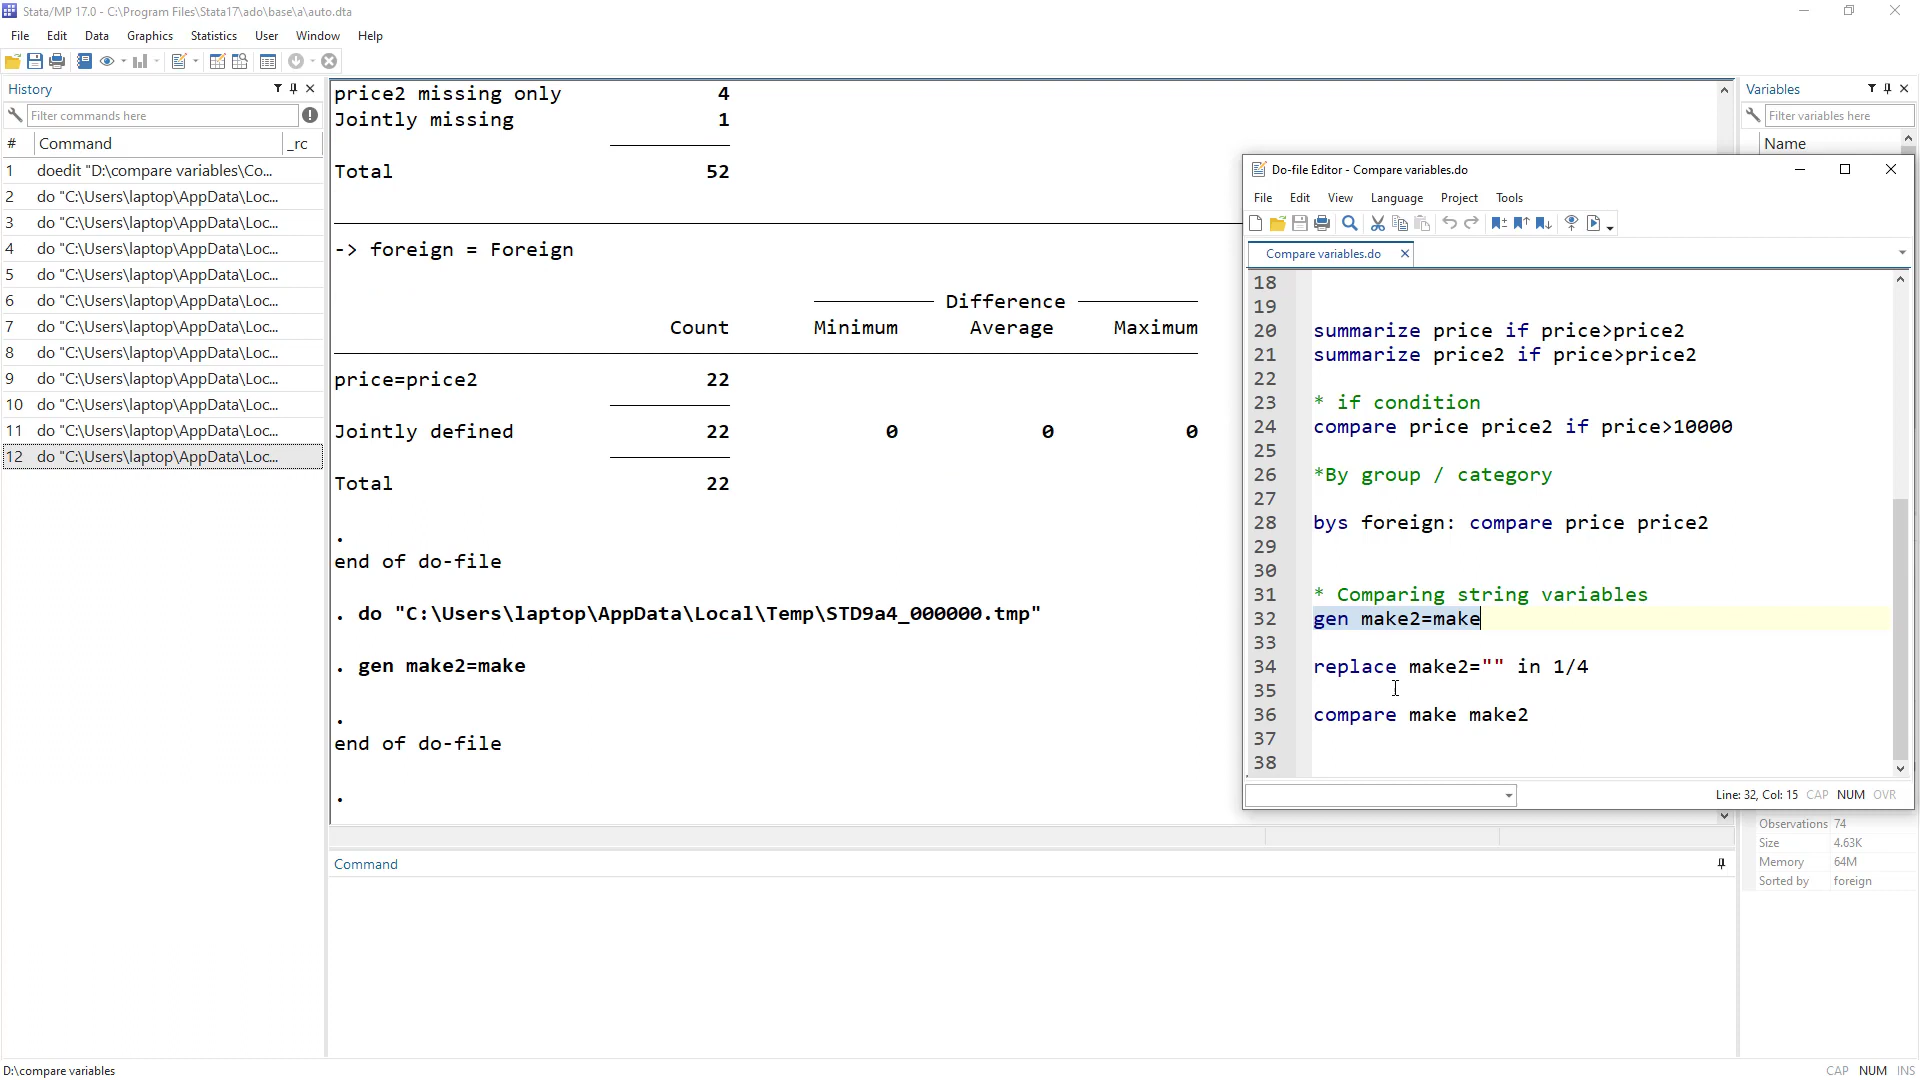 Stata/MP 17.0 - C:\Program Files\Stata17\ado\base\a\auto.dta
File Edit Data Graphics Statistics User Window Help
History
Filter commands here
# Command _rc
1 doedit "D:\compare variables\Co...
2 do "C:\Users\laptop\AppData\Loc...
3 do "C:\Users\laptop\AppData\Loc...
4 do "C:\Users\laptop\AppData\Loc...
5 do "C:\Users\laptop\AppData\Loc...
6 do "C:\Users\laptop\AppData\Loc...
7 do "C:\Users\laptop\AppData\Loc...
8 do "C:\Users\laptop\AppData\Loc...
9 do "C:\Users\laptop\AppData\Loc...
10 do "C:\Users\laptop\AppData\Loc...
11 do "C:\Users\laptop\AppData\Loc...
12 do "C:\Users\laptop\AppData\Loc...
price2 missing only 4
Jointly missing 1
Total 52
-> foreign = Foreign
Difference
Count Minimum Average Maximum
price=price2 22
Jointly defined 22 0 0 0
Total 22
.
end of do-file
. do "C:\Users\laptop\AppData\Local\Temp\STD9a4_000000.tmp"
. gen make2=make
.
end of do-file
.
Command
Variables
Filter variables here
Name
Do-file Editor - Compare variables.do
File Edit View Language Project Tools
Compare variables.do
18
19
20 summarize price if price>price2
21 summarize price2 if price>price2
22
23 * if condition
24 compare price price2 if price>10000
25
26 *By group / category
27
28 bys foreign: compare price price2
29
30
31 * Comparing string variables
32 gen make2=make
33
34 replace make2="" in 1/4
35
36 compare make make2
37
38
Line: 32, Col: 15 CAP NUM OVR
Observations 74
Size 4.63K
Memory 64M
Sorted by foreign
D:\compare variables
CAP NUM INS